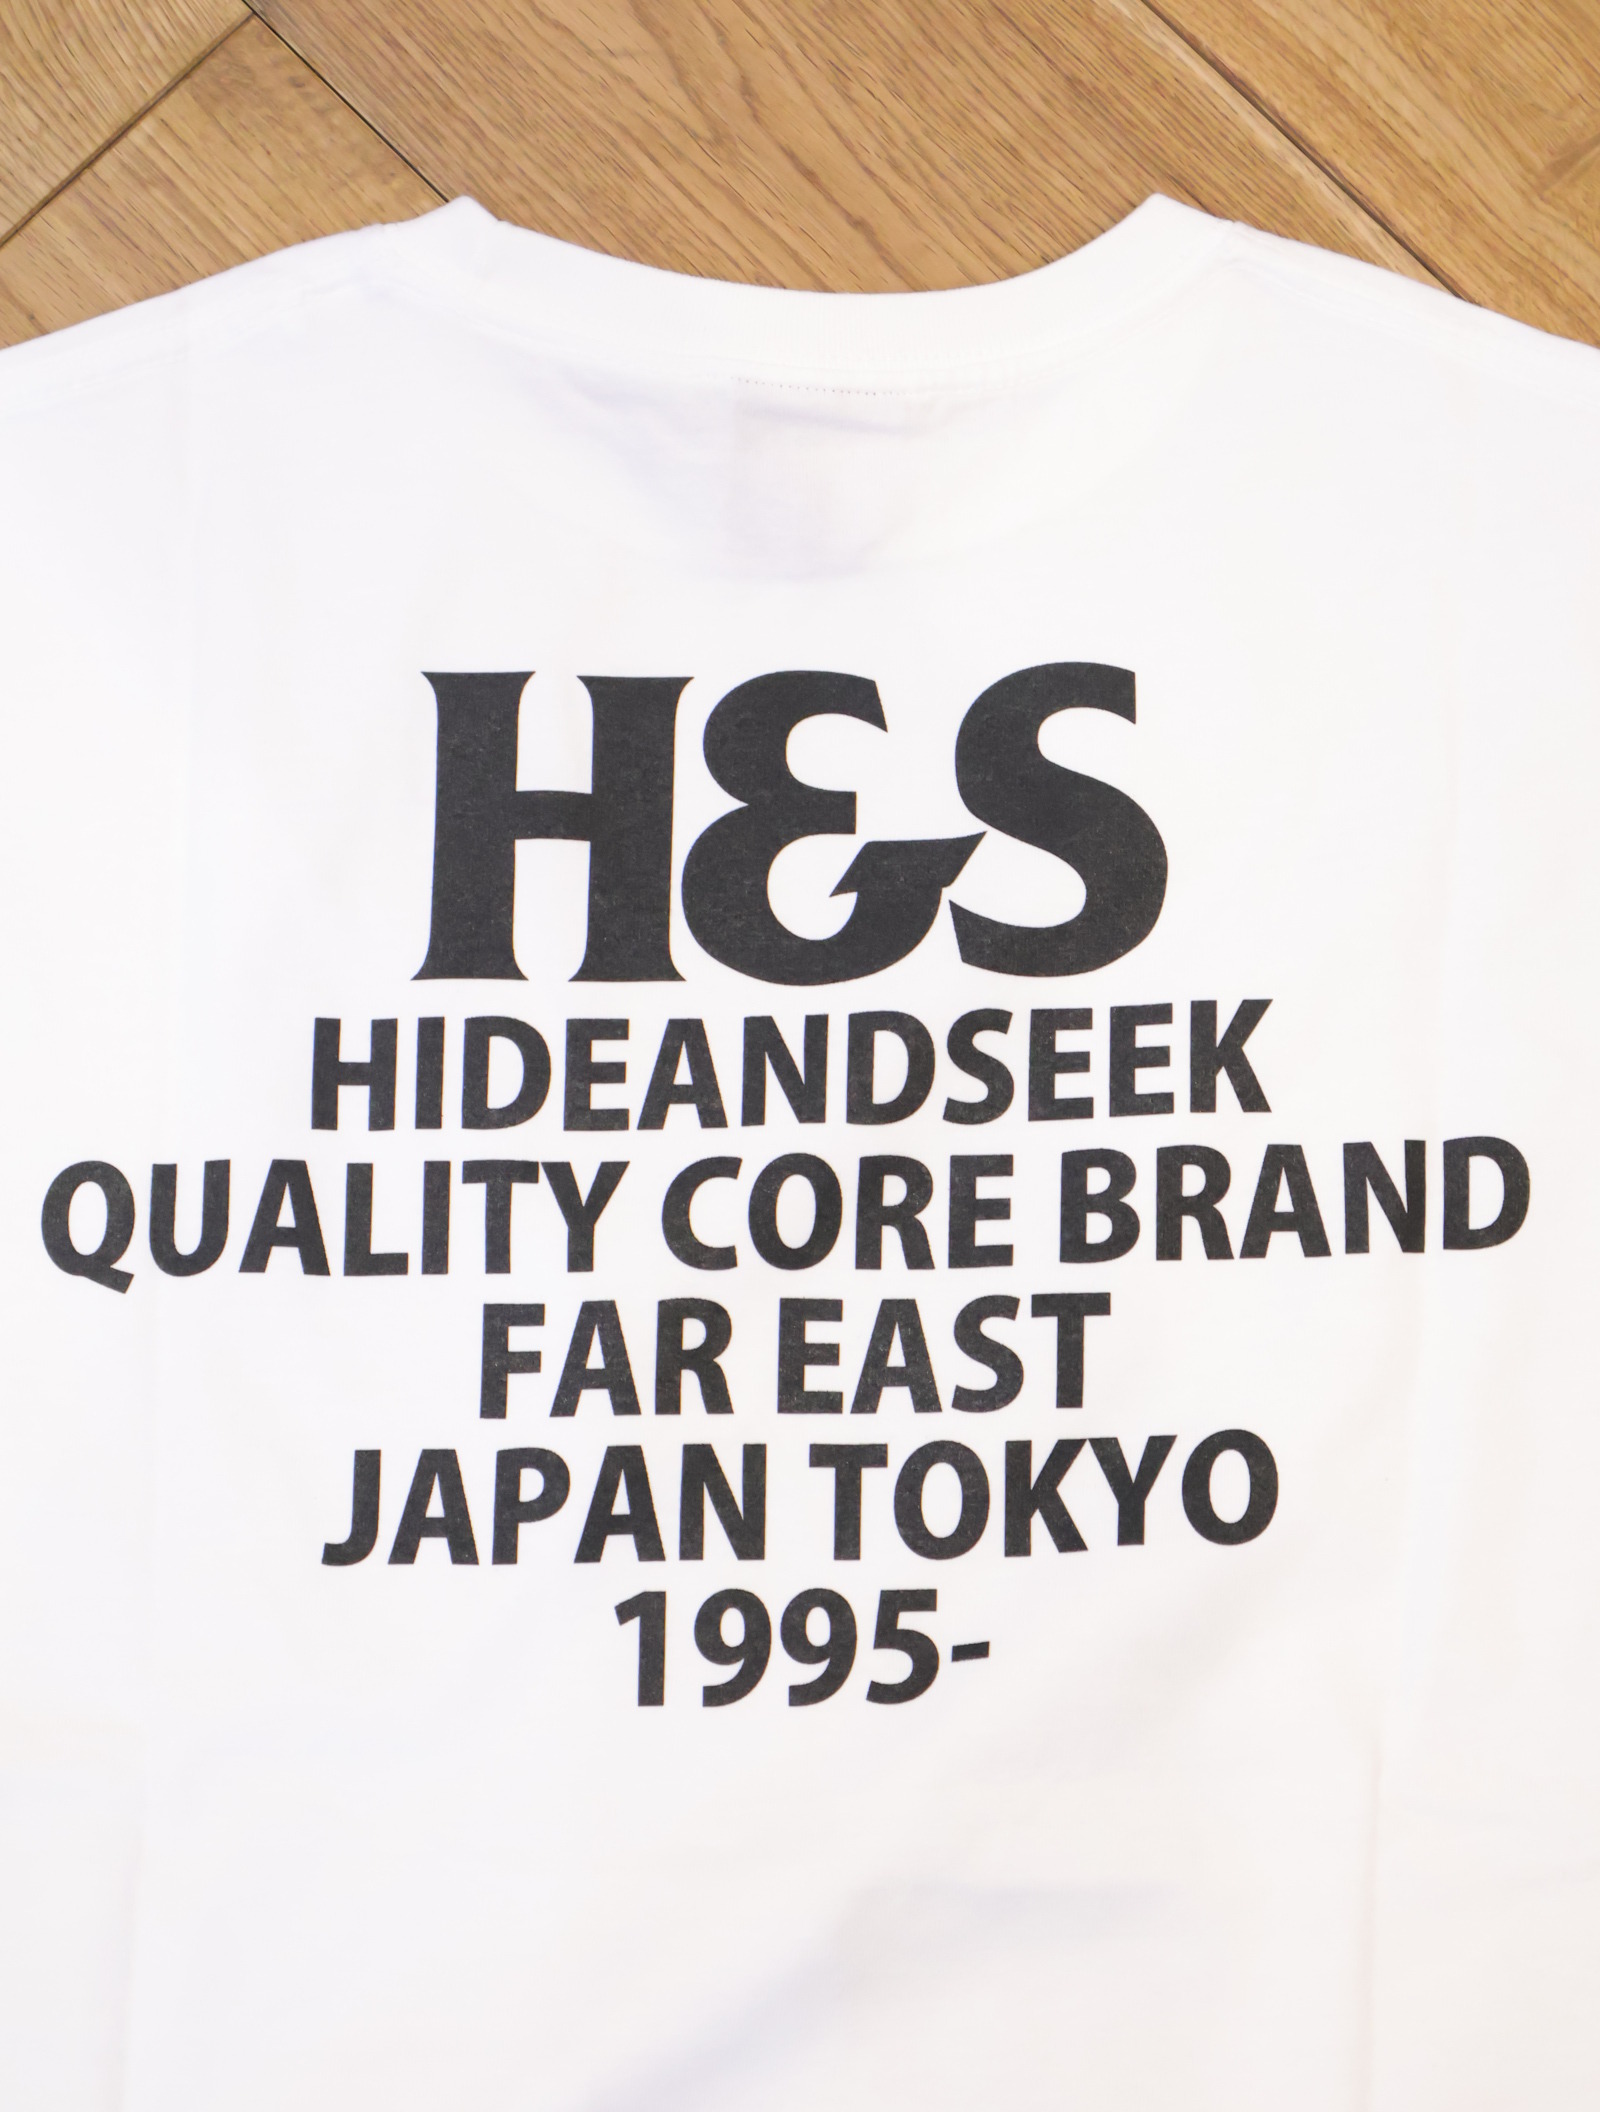 H&S
HIDEANDSEEK
QUALITY CORE BRAND
FAR EAST
JAPAN TOKYO
1995-